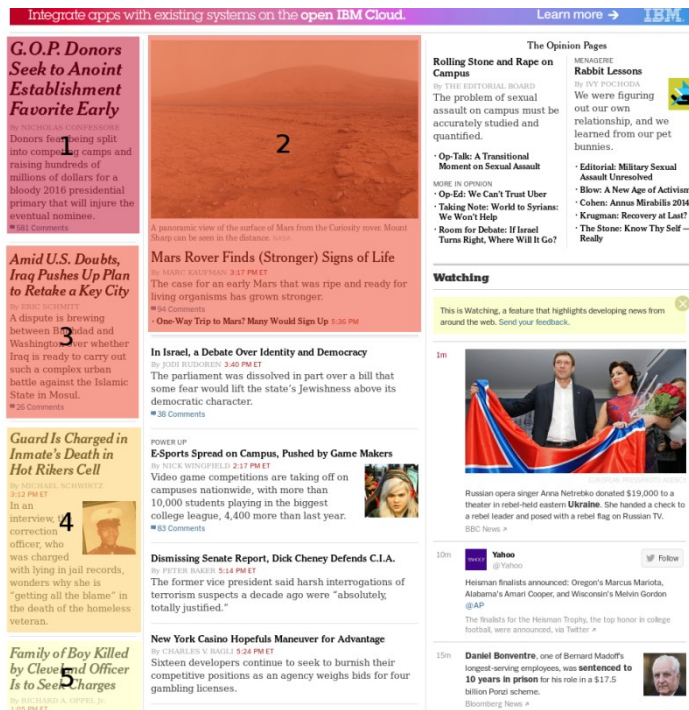 Integrate apps with existing systems on the open IBM Cloud.
Learn more →
IBM
G.O.P. Donors
Seek to Anoint
Establishment
Favorite Early
By NICHOLAS CONFESSORE
Donors fear being split
into competing camps and
raising hundreds of
millions of dollars for a
bloody 2016 presidential
primary that will injure the
eventual nominee.
581 Comments
1
Amid U.S. Doubts,
Iraq Pushes Up Plan
to Retake a Key City
By ERIC SCHMITT
A dispute is brewing
between Baghdad and
Washington over whether
Iraq is ready to carry out
such a complex urban
battle against the Islamic
State in Mosul.
26 Comments
3
Guard Is Charged in
Inmate's Death in
Hot Rikers Cell
By MICHAEL SCHWIRTZ
3:12 PM ET
In an
interview, the
correction
officer, who
was charged
with lying in jail records,
wonders why she is
"getting all the blame" in
the death of the homeless
veteran.
4
Family of Boy Killed
by Cleveland Officer
Is to Seek Charges
By RICHARD A. OPPEL Jr.
1:05 PM ET
5
2
A panoramic view of the surface of Mars from the Curiosity rover. Mount
Sharp can be seen in the distance. NASA
Mars Rover Finds (Stronger) Signs of Life
By MARC KAUFMAN 3:17 PM ET
The case for an early Mars that was ripe and ready for
living organisms has grown stronger.
94 Comments
· One-Way Trip to Mars? Many Would Sign Up 5:36 PM
In Israel, a Debate Over Identity and Democracy
By JODI RUDOREN 3:40 PM ET
The parliament was dissolved in part over a bill that
some fear would lift the state's Jewishness above its
democratic character.
38 Comments
POWER UP
E-Sports Spread on Campus, Pushed by Game Makers
By NICK WINGFIELD 2:17 PM ET
Video game competitions are taking off on
campuses nationwide, with more than
10,000 students playing in the biggest
college league, 4,400 more than last year.
83 Comments
Dismissing Senate Report, Dick Cheney Defends C.I.A.
By PETER BAKER 5:14 PM ET
The former vice president said harsh interrogations of
terrorism suspects a decade ago were "absolutely,
totally justified."
New York Casino Hopefuls Maneuver for Advantage
By CHARLES V. BAGLI 5:24 PM ET
Sixteen developers continue to seek to burnish their
competitive positions as an agency weighs bids for four
gambling licenses.
The Opinion Pages
Rolling Stone and Rape on
Campus
By THE EDITORIAL BOARD
The problem of sexual
assault on campus must be
accurately studied and
quantified.
· Op-Talk: A Transitional
Moment on Sexual Assault
MORE IN OPINION
· Op-Ed: We Can't Trust Uber
· Taking Note: World to Syrians:
We Won't Help
· Room for Debate: If Israel
Turns Right, Where Will It Go?
MENAGERIE
Rabbit Lessons
By IVY POCHODA
We were figuring
out our own
relationship, and we
learned from our pet
bunnies.
· Editorial: Military Sexual
Assault Unresolved
· Blow: A New Age of Activism
· Cohen: Annus Mirabilis 2014
· Krugman: Recovery at Last?
· The Stone: Know Thy Self —
Really
Watching
This is Watching, a feature that highlights developing news from
around the web. Send your feedback.
1m
EUROPEAN PRESSPHOTO AGENCY
Russian opera singer Anna Netrebko donated $19,000 to a
theater in rebel-held eastern Ukraine. She handed a check to
a rebel leader and posed with a rebel flag on Russian TV.
BBC News
10m
YAHOO!
Yahoo
@Yahoo
Follow
Heisman finalists announced: Oregon's Marcus Mariota,
Alabama's Amari Cooper, and Wisconsin's Melvin Gordon
@AP
The finalists for the Heisman Trophy, the top honor in college
football, were announced, via Twitter
15m
Daniel Bonventre, one of Bernard Madoff's
longest-serving employees, was sentenced to
10 years in prison for his role in a $17.5
billion Ponzi scheme.
Bloomberg News